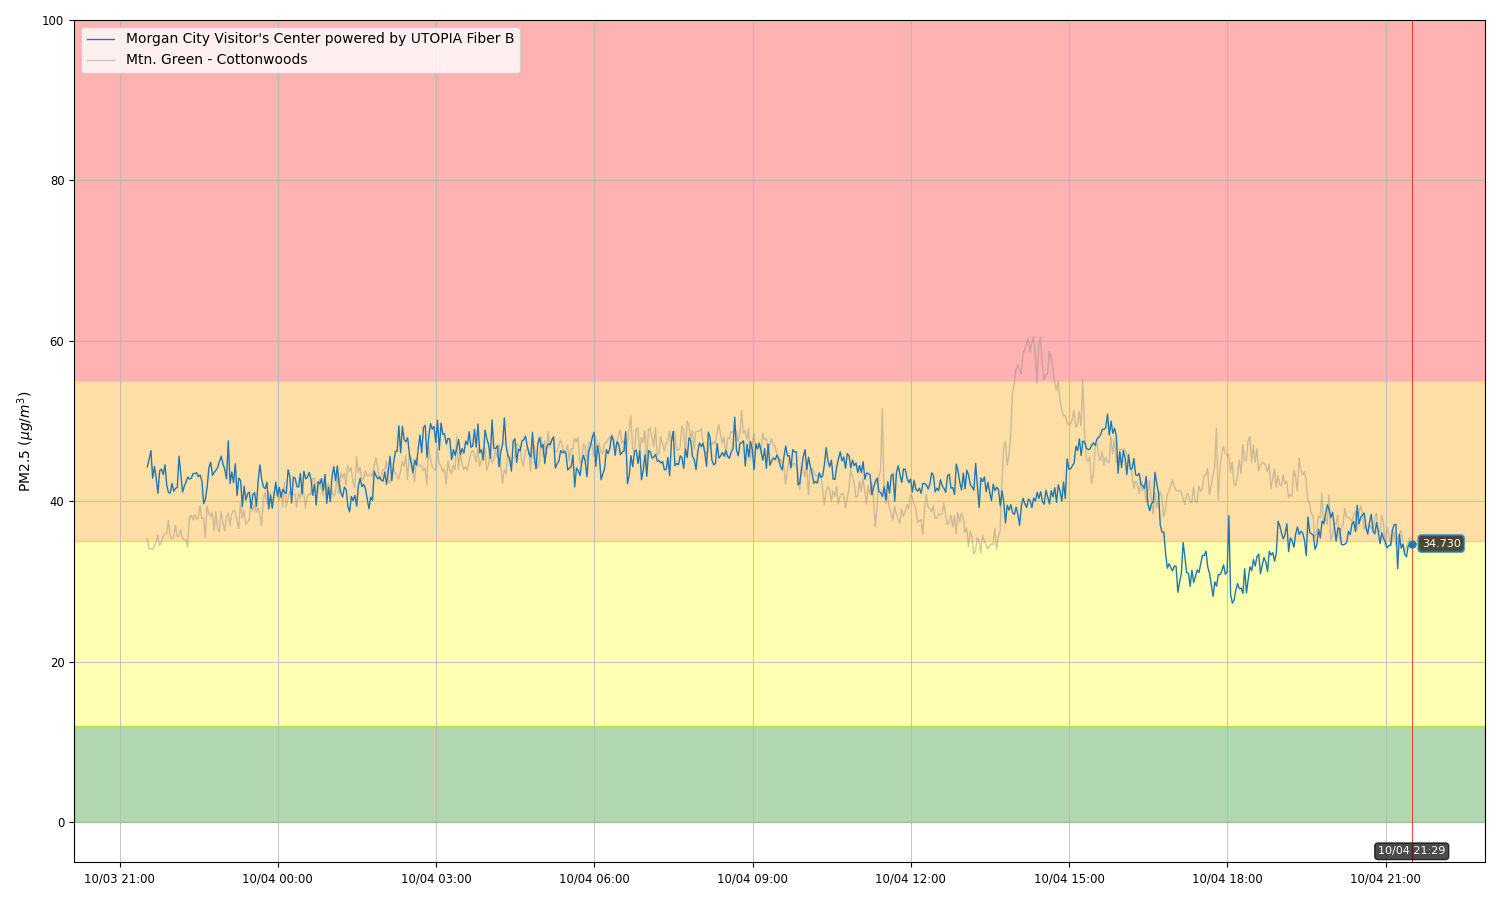 Morgan City Visitor's Center powered by UTOPIA Fiber B
Mtn. Green - Cottonwoods
100
80
60
40
20
0
PM2.5 (μg/m³)
34.730
10/04 21:29
10/03 21:00 10/04 00:00 10/04 03:00 10/04 06:00 10/04 09:00 10/04 12:00 10/04 15:00 10/04 18:00 10/04 21:00